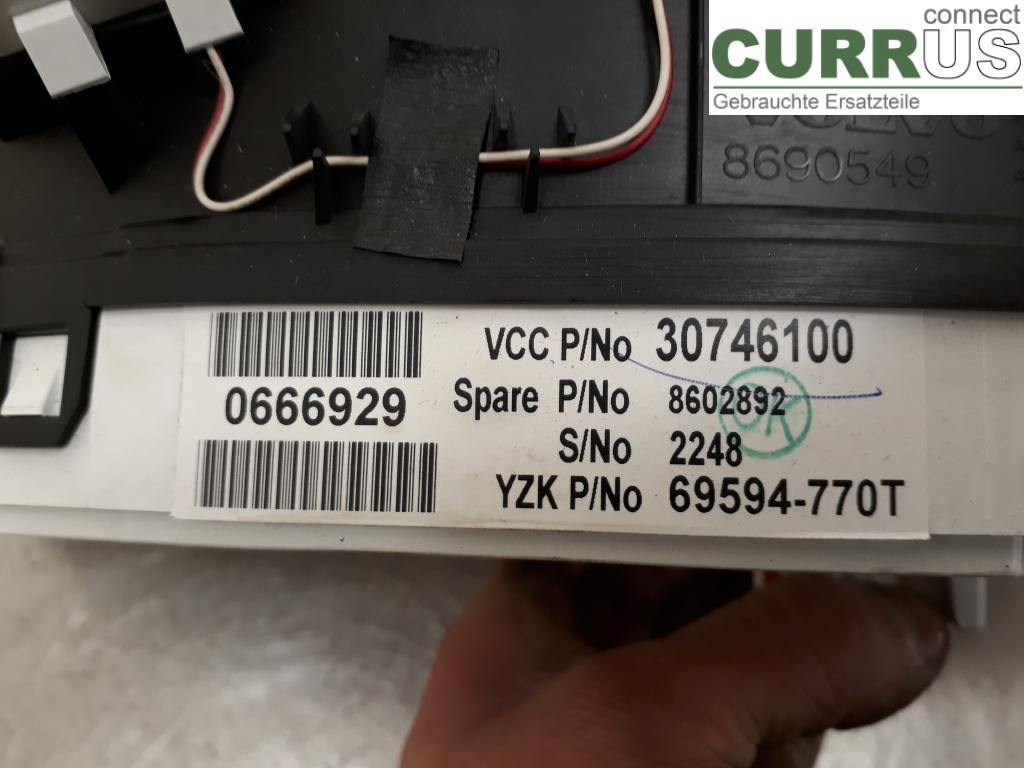 connect
CURRUS
Gebrauchte Ersatzteile
VOLVO
8690549
VCC P/No 30746100
0666929
Spare P/No 8602892
OK
S/No 2248
YZK P/No 69594-770T